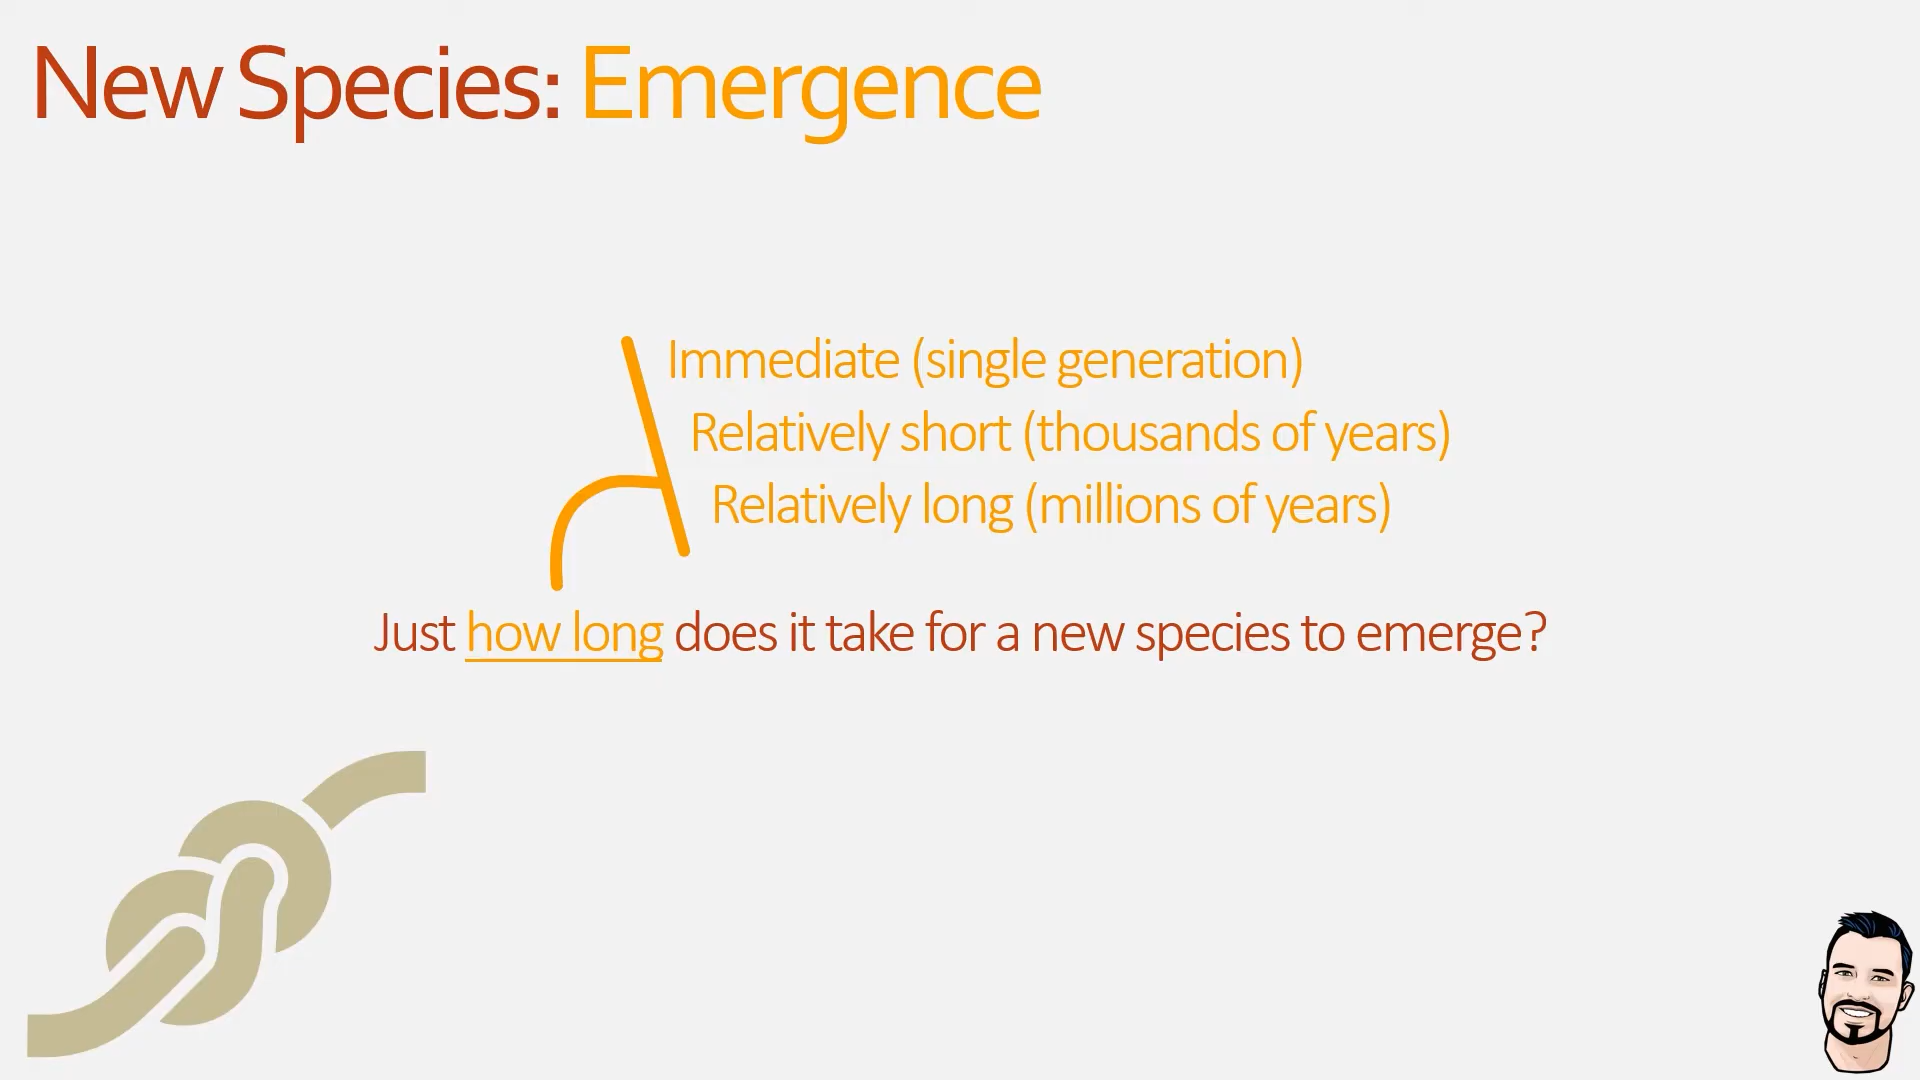 New Species: Emergence
Immediate (single generation)
Relatively short (thousands of years)
Relatively long (millions of years)
Just how long does it take for a new species to emerge?